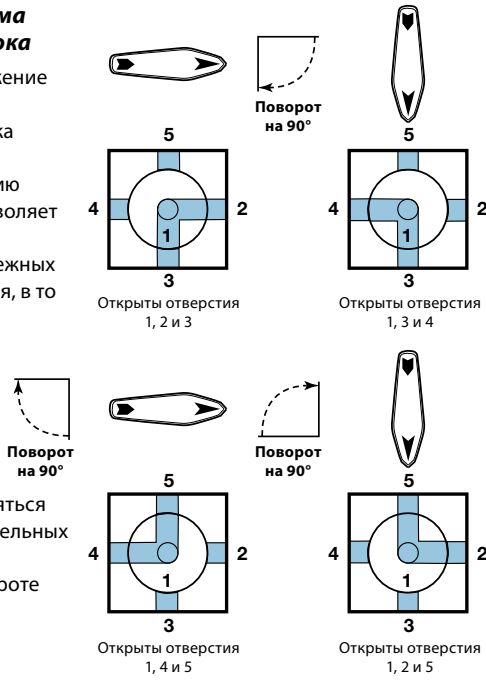 ма
ока
жение
ка
ию
воляет
ежных
я, в то
Поворот
на 90°
5
4
2
1
3
Открыты отверстия
1, 2 и 3
5
4
2
1
3
Открыты отверстия
1, 3 и 4
Поворот
на 90°
яться
ельных
роте
5
4
2
1
3
Открыты отверстия
1, 4 и 5
Поворот
на 90°
5
4
2
1
3
Открыты отверстия
1, 2 и 5